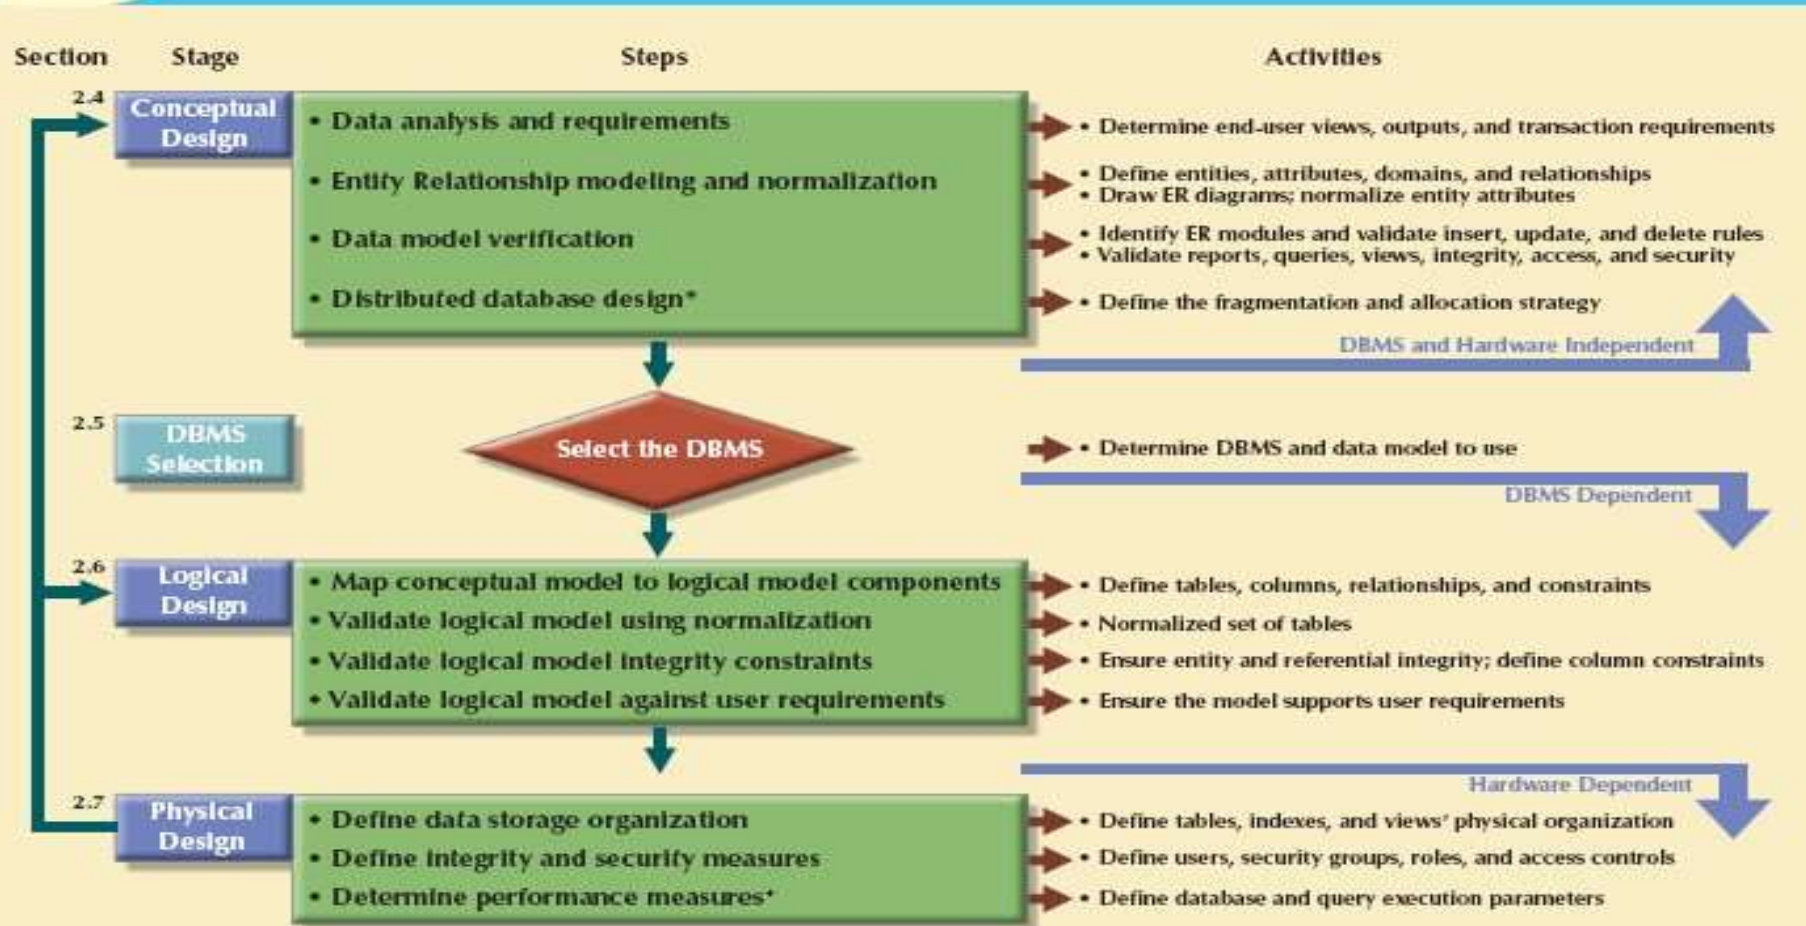 Section Stage Steps Activities
2.4
Conceptual
Design
• Data analysis and requirements
• Determine end-user views, outputs, and transaction requirements
• Entity Relationship modeling and normalization
• Define entities, attributes, domains, and relationships
• Draw ER diagrams; normalize entity attributes
• Data model verification
• Identify ER modules and validate insert, update, and delete rules
• Validate reports, queries, views, integrity, access, and security
• Distributed database design*
• Define the fragmentation and allocation strategy
DBMS and Hardware Independent
2.5
DBMS
Selection
Select the DBMS
• Determine DBMS and data model to use
DBMS Dependent
2.6
Logical
Design
• Map conceptual model to logical model components
• Define tables, columns, relationships, and constraints
• Validate logical model using normalization
• Normalized set of tables
• Validate logical model integrity constraints
• Ensure entity and referential integrity; define column constraints
• Validate logical model against user requirements
• Ensure the model supports user requirements
Hardware Dependent
2.7
Physical
Design
• Define data storage organization
• Define tables, indexes, and views' physical organization
• Define integrity and security measures
• Define users, security groups, roles, and access controls
• Determine performance measures*
• Define database and query execution parameters